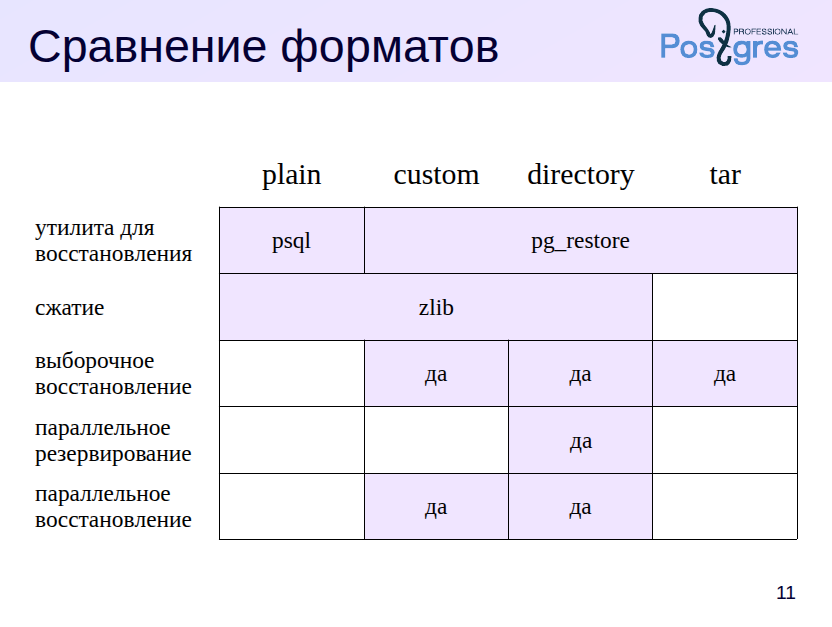 Сравнение форматов
PROFESSIONAL
Postgres
plain custom directory tar
утилита для
восстановления
psql pg_restore
сжатие zlib
выборочное
восстановление
да да да
параллельное
резервирование
да
параллельное
восстановление
да да
11